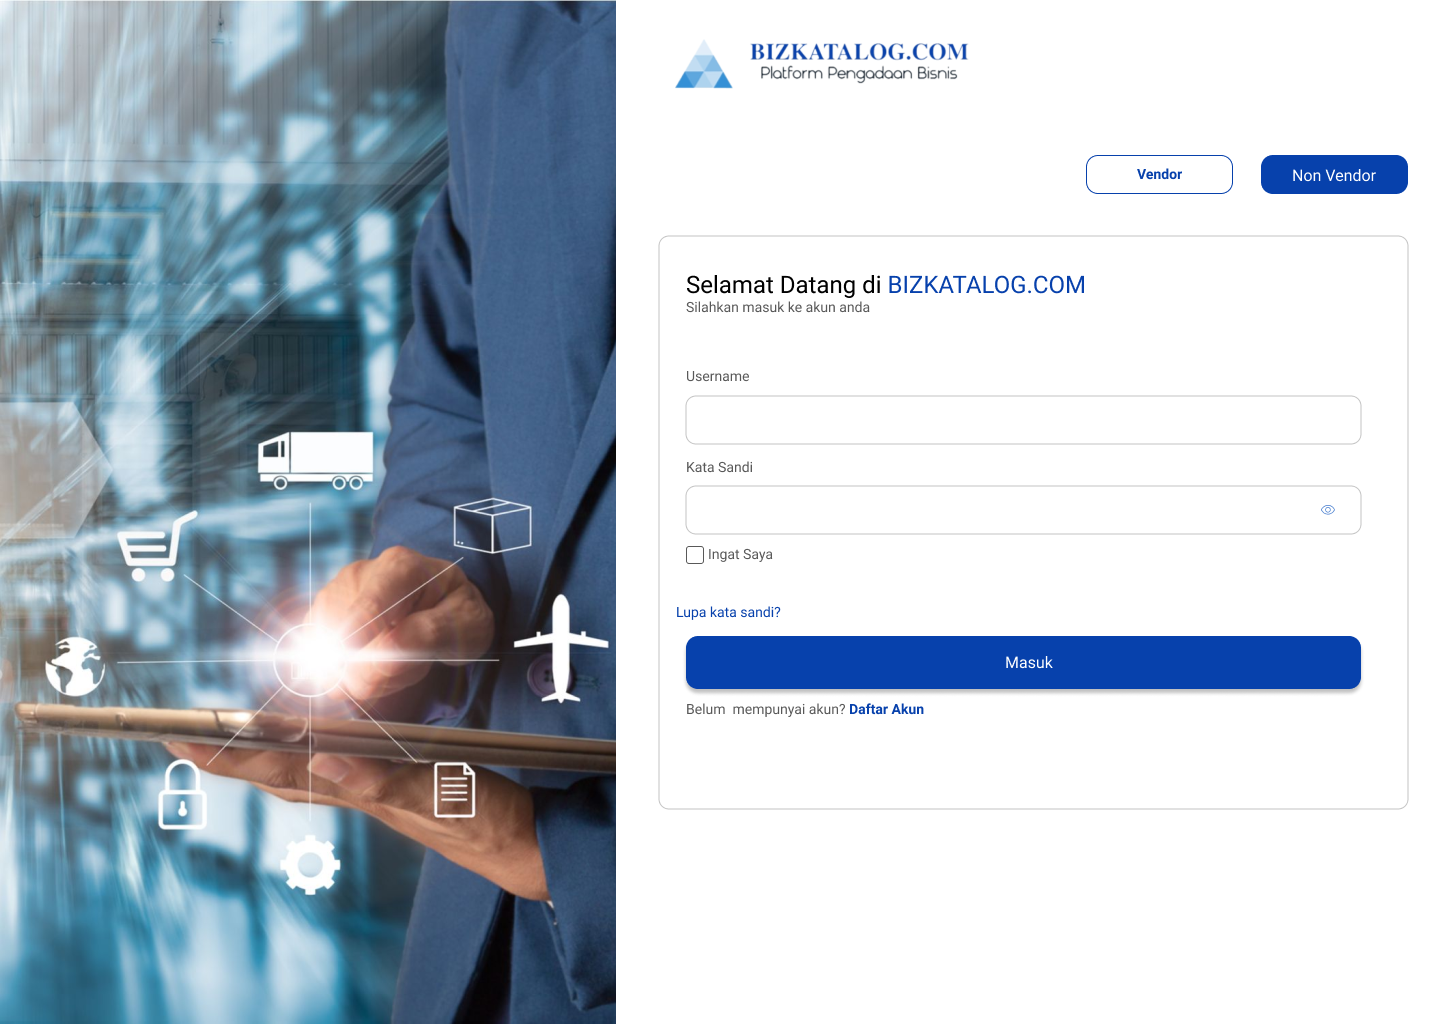 BIZKATALOG.COM
Platform Pengadaan Bisnis
Vendor
Non Vendor
Selamat Datang di BIZKATALOG.COM
Silahkan masuk ke akun anda
Username
Kata Sandi
Ingat Saya
Lupa kata sandi?
Masuk
Belum  mempunyai akun? Daftar Akun